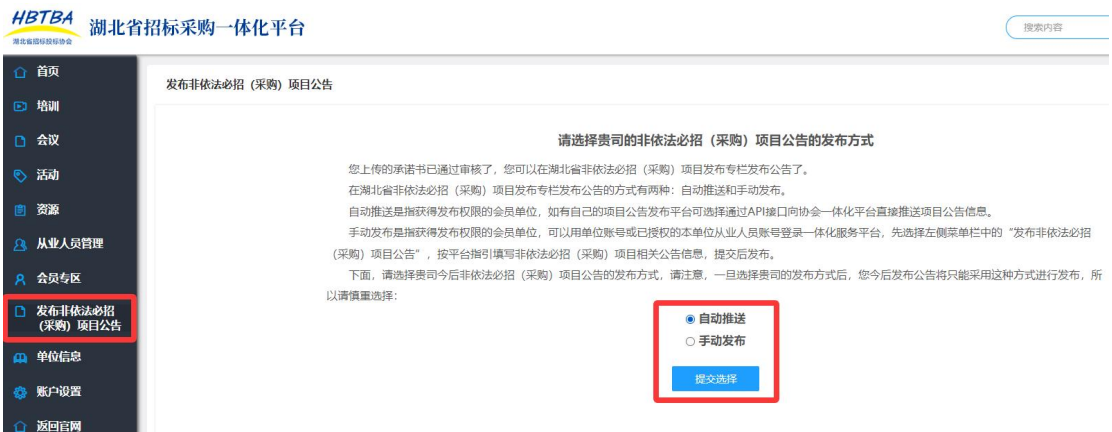 HBTBA
湖北省招标投标协会
湖北省招标采购一体化平台
搜索内容
首页
培训
会议
活动
资源
从业人员管理
会员专区
发布非依法必招
（采购）项目公告
单位信息
账户设置
返回官网
发布非依法必招（采购）项目公告
请选择贵司的非依法必招（采购）项目公告的发布方式
您上传的承诺书已通过审核了，您可以在湖北省非依法必招（采购）项目发布专栏发布公告了。
在湖北省非依法必招（采购）项目发布专栏发布公告的方式有两种：自动推送和手动发布。
自动推送是指获得发布权限的会员单位，如有自己的项目公告发布平台可选择通过API接口向协会一体化平台直接推送项目公告信息。
手动发布是指获得发布权限的会员单位，可以用单位账号或已授权的本单位从业人员账号登录一体化服务平台，先选择左侧菜单栏中的“发布非依法必招
（采购）项目公告”，按平台指引填写非依法必招（采购）项目相关公告信息，提交后发布。
下面，请选择贵司今后非依法必招（采购）项目公告的发布方式，请注意，一旦选择贵司的发布方式后，您今后发布公告将只能采用这种方式进行发布，所
以请慎重选择：
自动推送
手动发布
提交选择